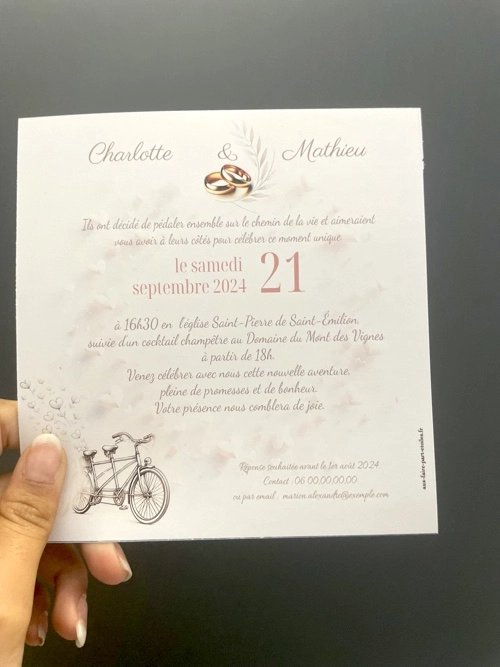 Charlotte & Mathieu
Ils ont décidé de pédaler ensemble sur le chemin de la vie et aimeraient
vous avoir à leurs côtés pour célébrer ce moment unique
le samedi 21
septembre 2024
à 16h30 en l'église Saint-Pierre de Saint-Émilion,
suivie d'un cocktail champêtre au Domaine du Mont des Vignes
à partir de 18h.
Venez célébrer avec nous cette nouvelle aventure,
pleine de promesses et de bonheur.
Votre présence nous comblera de joie.
Réponse souhaitée avant le 1er août 2024
Contact : 06 00.00.00.00
ou par email : marion.alexandre@exemple.com